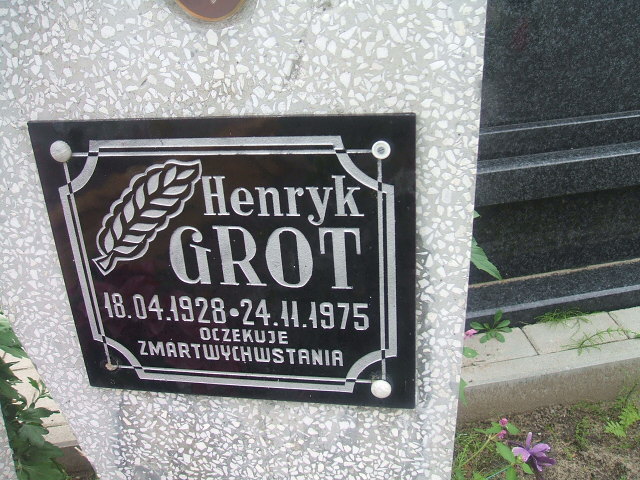 Henryk
GROT
18.04.1928•24.11.1975
OCZEKUJE
ZMARTWYCHWSTANIA